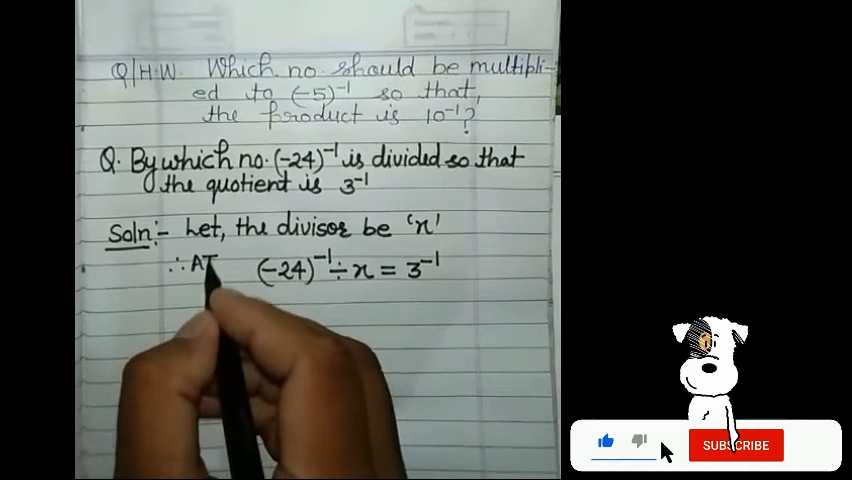 Q/H.W. Which no. should be multipli-
ed to (-5)⁻¹ so that,
the product is 10⁻¹?
Q. By which no. (-24)⁻¹ is divided so that
the quotient is 3⁻¹
Soln:- Let, the divisor be 'x'
∴ AT (-24)⁻¹ ÷ x = 3⁻¹
SUBSCRIBE